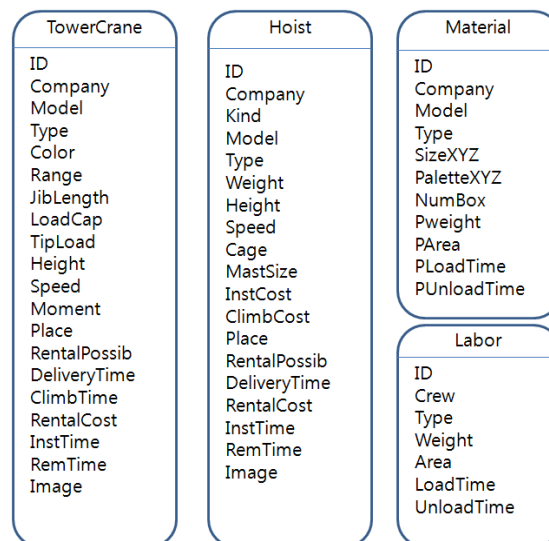 TowerCrane
ID
Company
Model
Type
Color
Range
JibLength
LoadCap
TipLoad
Height
Speed
Moment
Place
RentalPossib
DeliveryTime
ClimbTime
RentalCost
InstTime
RemTime
Image
Hoist
ID
Company
Kind
Model
Type
Weight
Height
Speed
Cage
MastSize
InstCost
ClimbCost
Place
RentalPossib
DeliveryTime
RentalCost
InstTime
RemTime
Image
Material
ID
Company
Model
Type
SizeXYZ
PaletteXYZ
NumBox
Pweight
PArea
PLoadTime
PUnloadTime
Labor
ID
Crew
Type
Weight
Area
LoadTime
UnloadTime